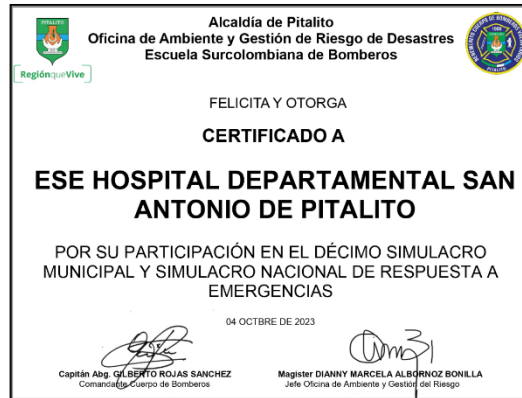 Alcaldía de Pitalito
Oficina de Ambiente y Gestión de Riesgo de Desastres
Escuela Surcolombiana de Bomberos
PITALITO
RegiónqueVive
FELICITA Y OTORGA
CERTIFICADO A
ESE HOSPITAL DEPARTAMENTAL SAN
ANTONIO DE PITALITO
POR SU PARTICIPACIÓN EN EL DÉCIMO SIMULACRO
MUNICIPAL Y SIMULACRO NACIONAL DE RESPUESTA A
EMERGENCIAS
04 OCTBRE DE 2023
Capitán Abg. GILBERTO ROJAS SANCHEZ
Comandante Cuerpo de Bomberos
Magister DIANNY MARCELA ALBORNOZ BONILLA
Jefe Oficina de Ambiente y Gestión del Riesgo